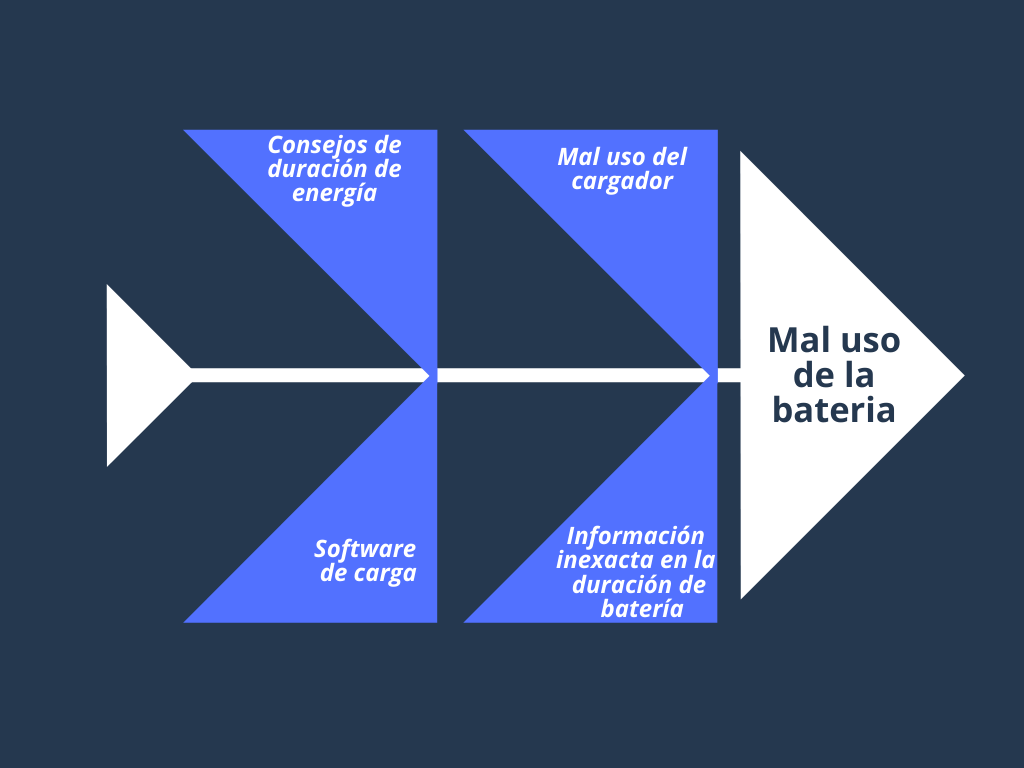 Consejos de
duración de
energía
Mal uso del
cargador
Mal uso
de la
bateria
Software
de carga
Información
inexacta en la
duración de
batería